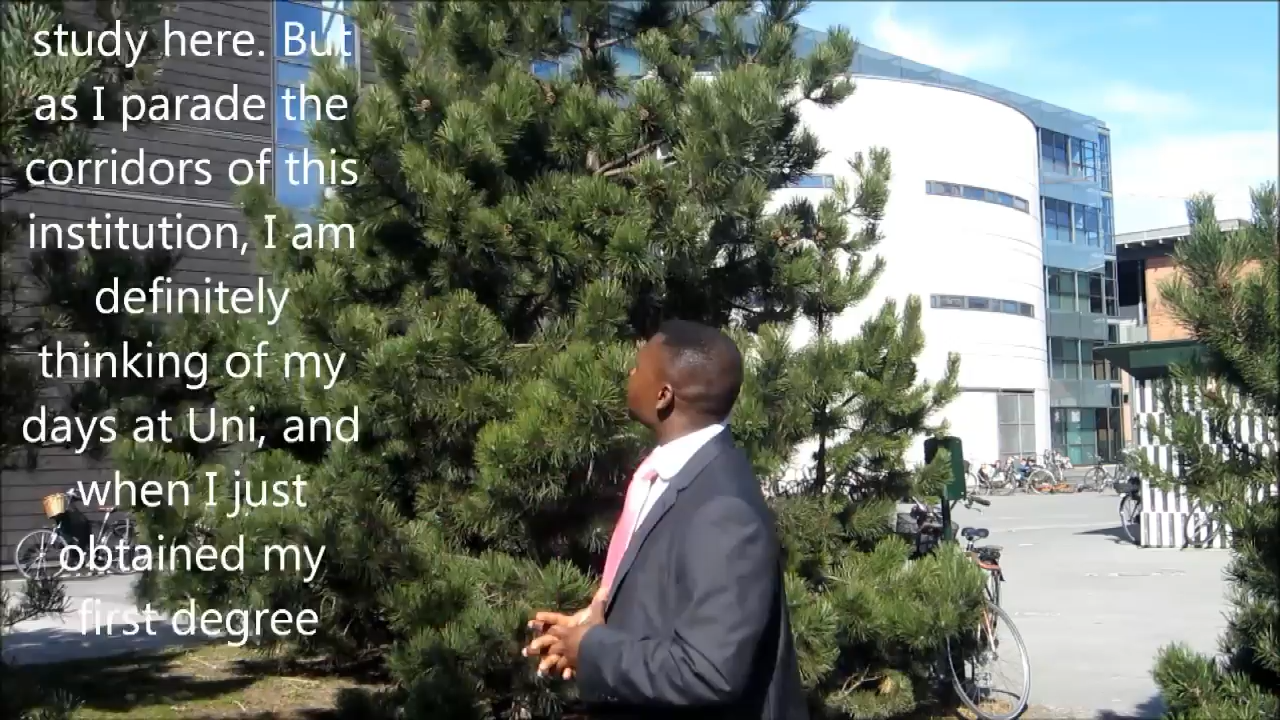 study here. But
as I parade the
corridors of this
institution, I am
definitely
thinking of my
days at Uni, and
when I just
obtained my
first degree